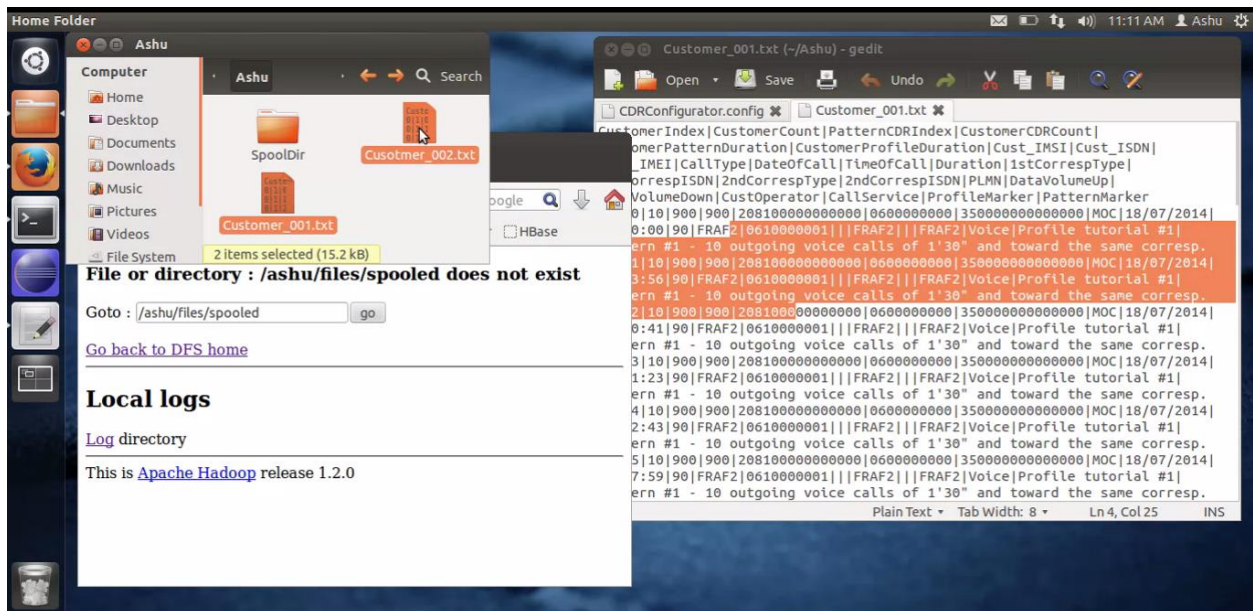 Home Folder
11:11 AM Ashu
Ashu
Computer
Home
Desktop
Documents
Downloads
Music
Pictures
Videos
File System
Ashu
Search
SpoolDir
Cusotmer_002.txt
Customer_001.txt
2 items selected (15.2 kB)
HBase
File or directory : /ashu/files/spooled does not exist
Goto : /ashu/files/spooled go
Go back to DFS home
Local logs
Log directory
This is Apache Hadoop release 1.2.0
Customer_001.txt (~/Ashu) - gedit
Open Save Undo
CDRConfigurator.config Customer_001.txt
CustomerIndex|CustomerCount|PatternCDRIndex|CustomerCDRCount|
omerPatternDuration|CustomerProfileDuration|Cust_IMSI|Cust_ISDN|
_IMEI|CallType|DateOfCall|TimeOfCall|Duration|1stCorrespType|
orrespISDN|2ndCorrespType|2ndCorrespISDN|PLMN|DataVolumeUp|
VolumeDown|CustOperator|CallService|ProfileMarker|PatternMarker
0|10|900|900|208100000000000|0600000000|350000000000000|MOC|18/07/2014|
0:00|90|FRAF2|0610000001|||FRAF2|||FRAF2|Voice|Profile tutorial #1|
ern #1 - 10 outgoing voice calls of 1'30" and toward the same corresp.
1|10|900|900|208100000000000|0600000000|350000000000000|MOC|18/07/2014|
3:56|90|FRAF2|0610000001|||FRAF2|||FRAF2|Voice|Profile tutorial #1|
ern #1 - 10 outgoing voice calls of 1'30" and toward the same corresp.
2|10|900|900|208100000000000|0600000000|350000000000000|MOC|18/07/2014|
0:41|90|FRAF2|0610000001|||FRAF2|||FRAF2|Voice|Profile tutorial #1|
ern #1 - 10 outgoing voice calls of 1'30" and toward the same corresp.
3|10|900|900|208100000000000|0600000000|350000000000000|MOC|18/07/2014|
1:23|90|FRAF2|0610000001|||FRAF2|||FRAF2|Voice|Profile tutorial #1|
ern #1 - 10 outgoing voice calls of 1'30" and toward the same corresp.
4|10|900|900|208100000000000|0600000000|350000000000000|MOC|18/07/2014|
2:43|90|FRAF2|0610000001|||FRAF2|||FRAF2|Voice|Profile tutorial #1|
ern #1 - 10 outgoing voice calls of 1'30" and toward the same corresp.
5|10|900|900|208100000000000|0600000000|350000000000000|MOC|18/07/2014|
7:59|90|FRAF2|0610000001|||FRAF2|||FRAF2|Voice|Profile tutorial #1|
ern #1 - 10 outgoing voice calls of 1'30" and toward the same corresp.
Plain Text Tab Width: 8 Ln 4, Col 25 INS